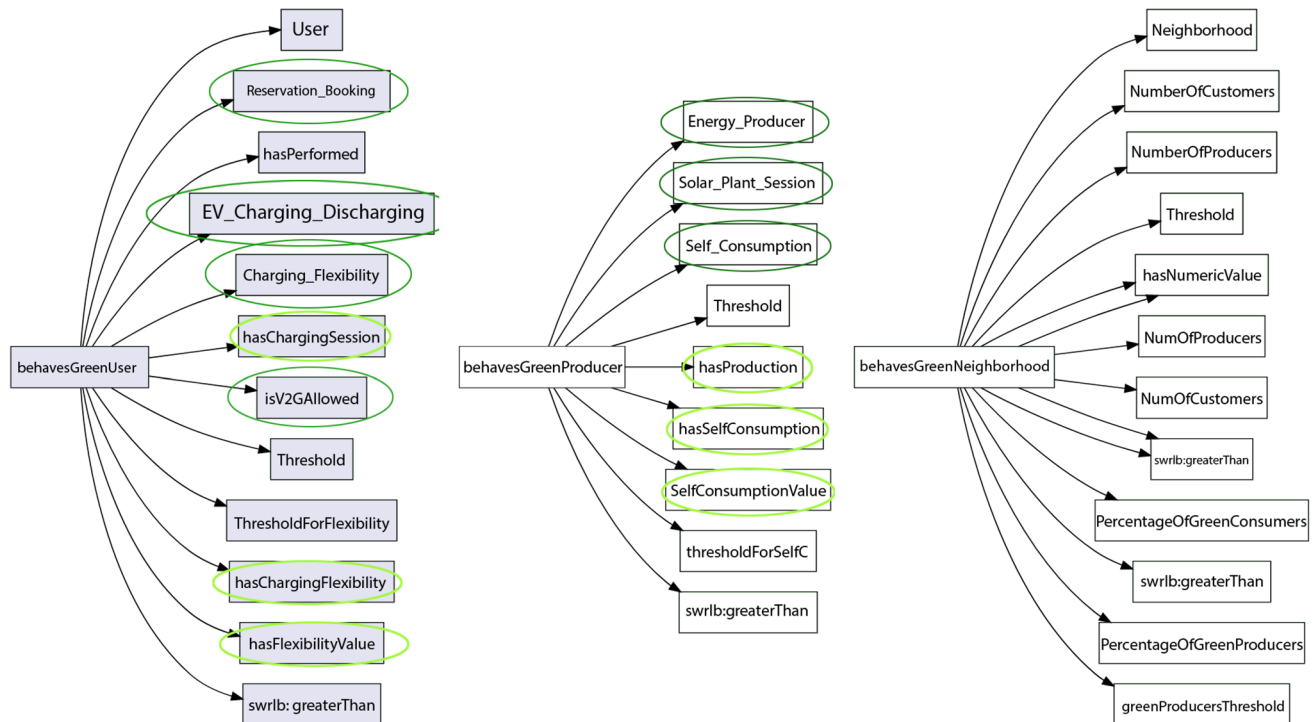 User
Reservation_Booking
hasPerformed
EV_Charging_Discharging
Charging_Flexibility
hasChargingSession
behavesGreenUser
isV2GAllowed
Threshold
ThresholdForFlexibility
hasChargingFlexibility
hasFlexibilityValue
swrlb: greaterThan
Energy_Producer
Solar_Plant_Session
Self_Consumption
Threshold
behavesGreenProducer
hasProduction
hasSelfConsumption
SelfConsumptionValue
thresholdForSelfC
swrlb:greaterThan
Neighborhood
NumberOfCustomers
NumberOfProducers
Threshold
hasNumericValue
NumOfProducers
behavesGreenNeighborhood
NumOfCustomers
swrlb:greaterThan
PercentageOfGreenConsumers
swrlb:greaterThan
PercentageOfGreenProducers
greenProducersThreshold